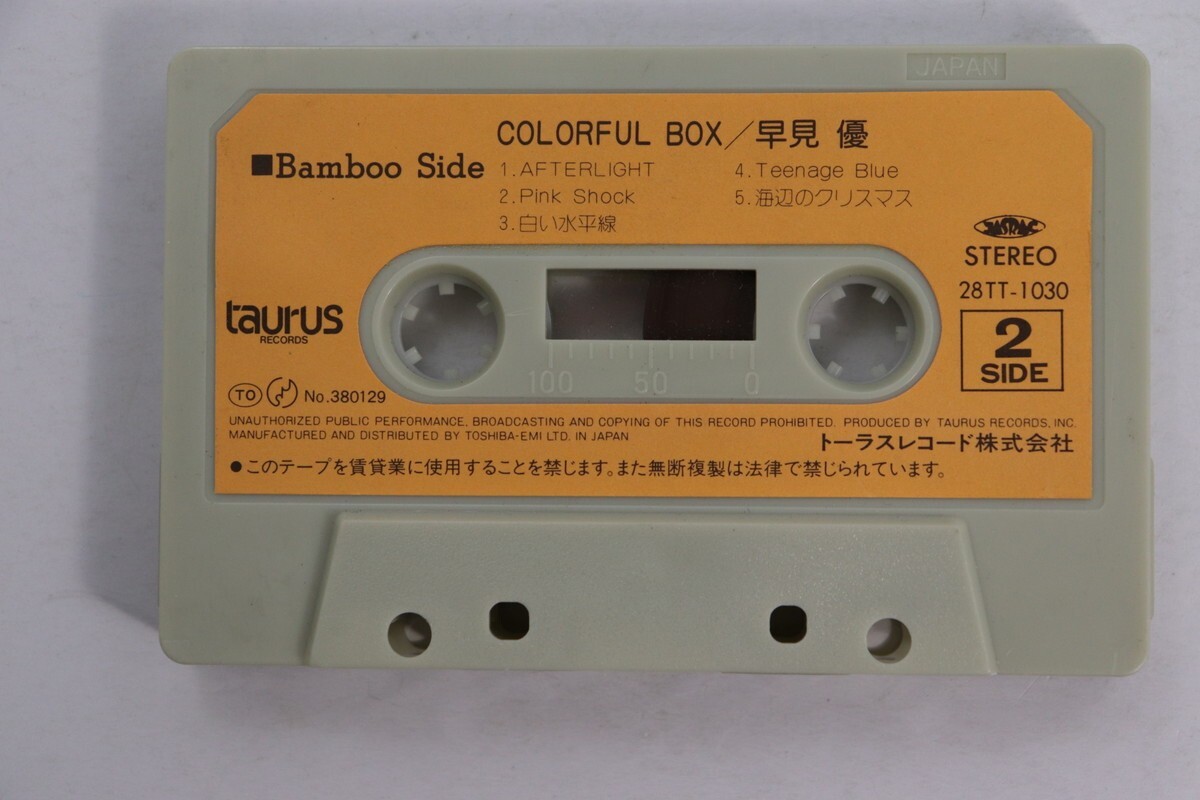 JAPAN
COLORFUL BOX／早見 優
■Bamboo Side
1.AFTERLIGHT
2.Pink Shock
3.白い水平線
4.Teenage Blue
5.海辺のクリスマス
JASRAC
STEREO
28TT-1030
2
SIDE
taurus
RECORDS
100 50 0
TO No.380129
UNAUTHORIZED PUBLIC PERFORMANCE, BROADCASTING AND COPYING OF THIS RECORD PROHIBITED. PRODUCED BY TAURUS RECORDS, INC.
MANUFACTURED AND DISTRIBUTED BY TOSHIBA-EMI LTD. IN JAPAN
トーラスレコード株式会社
●このテープを賃貸業に使用することを禁じます。また無断複製は法律で禁じられています。